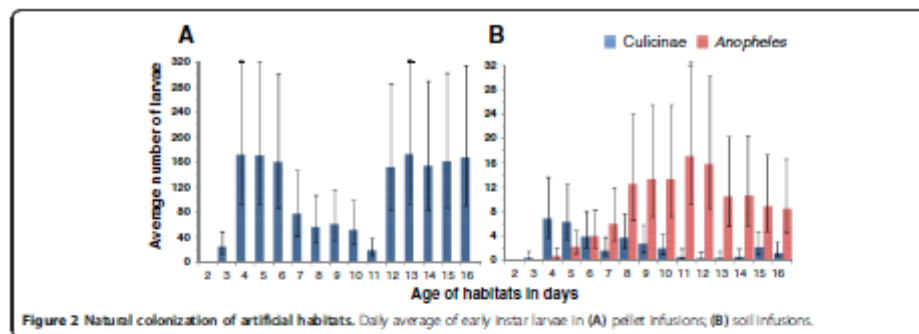 A
B
Culicinae Anopheles
Average number of larvae
320
280
240
200
160
120
80
40
0
2 3 4 5 6 7 8 9 10 11 12 13 14 15 16
32
28
24
20
16
12
8
4
0
2 3 4 5 6 7 8 9 10 11 12 13 14 15 16
Age of habitats in days
Figure 2 Natural colonization of artificial habitats. Daily average of early instar larvae in (A) pellet infusions; (B) soil infusions.